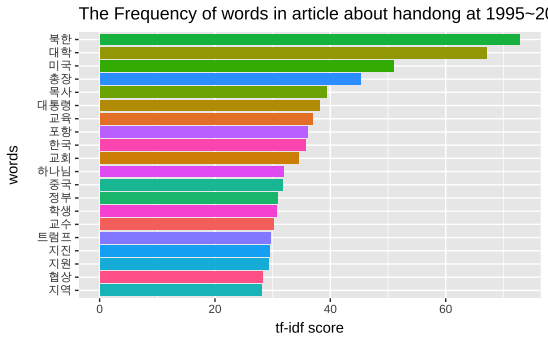 The Frequency of words in article about handong at 1995~20
북한
대학
미국
총장
목사
대통령
교육
포항
한국
교회
하나님
중국
정부
학생
교수
트럼프
지진
지원
협상
지역
words
0 20 40 60
tf-idf score